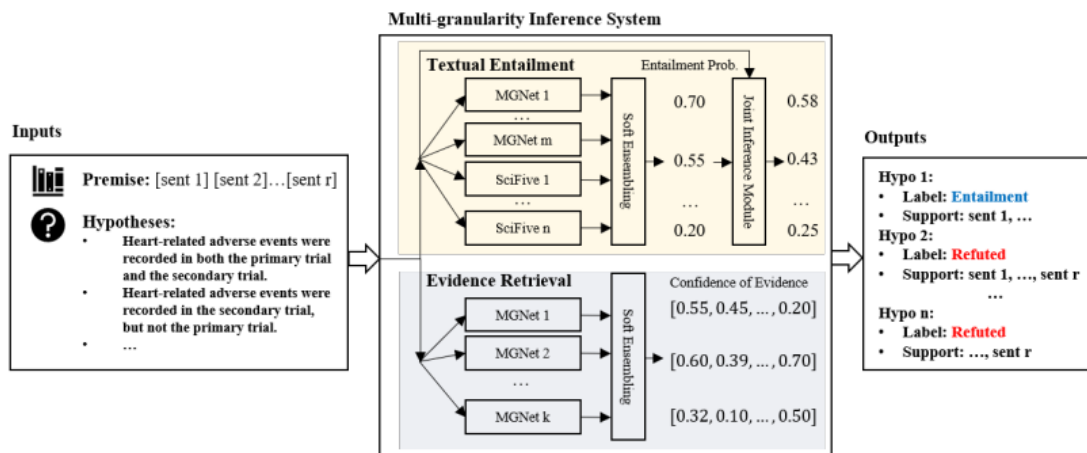 Multi-granularity Inference System
Inputs
Premise: [sent 1] [sent 2]…[sent r]
Hypotheses:
• Heart-related adverse events were
recorded in both the primary trial
and the secondary trial.
• Heart-related adverse events were
recorded in the secondary trial,
but not the primary trial.
• …
Textual Entailment
MGNet 1
…
MGNet m
SciFive 1
…
SciFive n
Soft Ensembling
Entailment Prob.
0.70
0.55
…
0.20
Joint Inference Module
0.58
0.43
…
0.25
Evidence Retrieval
MGNet 1
MGNet 2
…
MGNet k
Soft Ensembling
Confidence of Evidence
[0.55, 0.45, … , 0.20]
[0.60, 0.39, … , 0.70]
[0.32, 0.10, … , 0.50]
Outputs
Hypo 1:
• Label: Entailment
• Support: sent 1, …
Hypo 2:
• Label: Refuted
• Support: sent 1, …, sent r
…
Hypo n:
• Label: Refuted
• Support: …, sent r